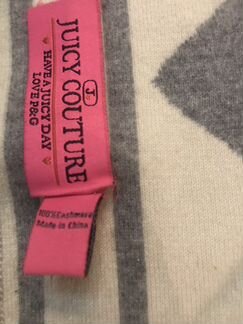 J
JUICY COUTURE
HAVE A JUICY DAY
LOVE P&G
100% Cashmere
Made in China